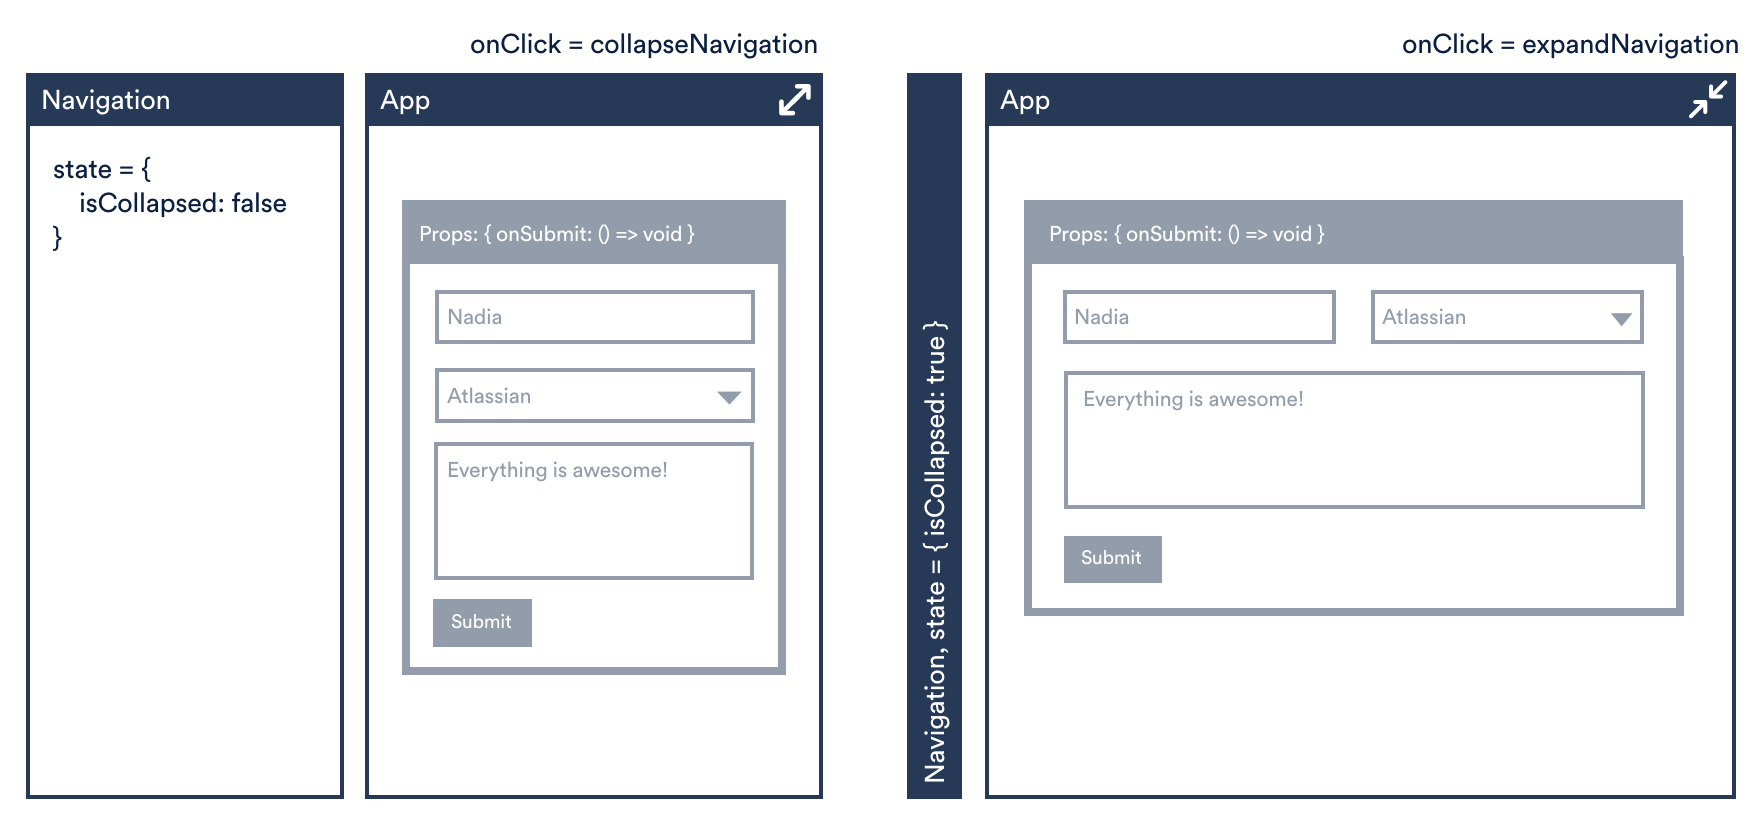 onClick = collapseNavigation
Navigation
state = {
isCollapsed: false
}
App
Props: { onSubmit: () => void }
Nadia
Atlassian
Everything is awesome!
Submit
onClick = expandNavigation
Navigation, state = { isCollapsed: true }
App
Props: { onSubmit: () => void }
Nadia
Atlassian
Everything is awesome!
Submit